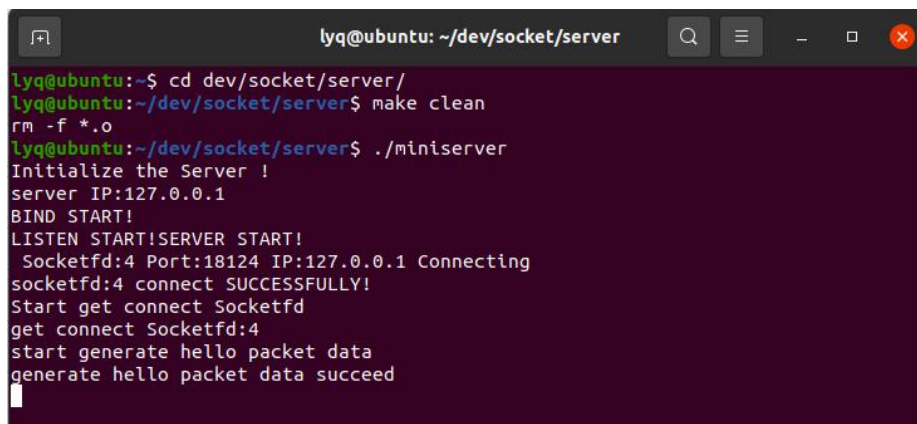 lyq@ubuntu: ~/dev/socket/server
lyq@ubuntu:~$ cd dev/socket/server/
lyq@ubuntu:~/dev/socket/server$ make clean
rm -f *.o
lyq@ubuntu:~/dev/socket/server$ ./miniserver
Initialize the Server !
server IP:127.0.0.1
BIND START!
LISTEN START!SERVER START!
 Socketfd:4 Port:18124 IP:127.0.0.1 Connecting
socketfd:4 connect SUCCESSFULLY!
Start get connect Socketfd
get connect Socketfd:4
start generate hello packet data
generate hello packet data succeed